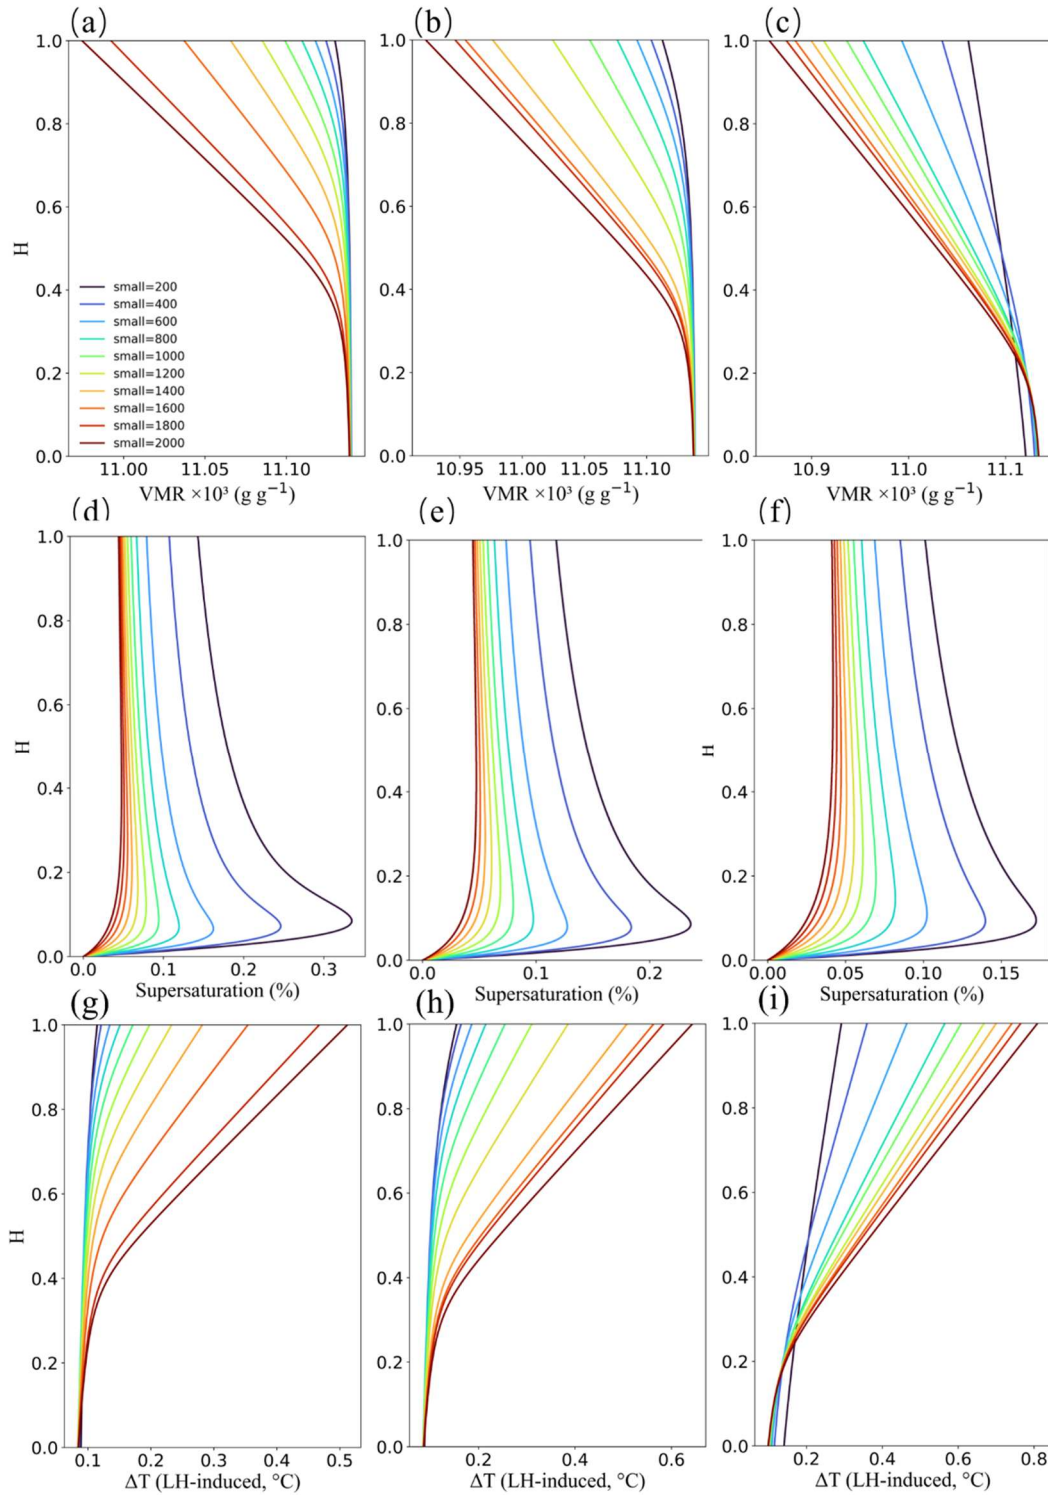 (a)
(b)
(c)
1.0
0.8
0.6
0.4
0.2
0.0
H
small=200
small=400
small=600
small=800
small=1000
small=1200
small=1400
small=1600
small=1800
small=2000
11.00 11.05 11.10
VMR ×10³ (g g⁻¹)
1.0
0.8
0.6
0.4
0.2
0.0
10.95 11.00 11.05 11.10
VMR ×10³ (g g⁻¹)
1.0
0.8
0.6
0.4
0.2
0.0
10.9 11.0 11.1
VMR ×10³ (g g⁻¹)
(d)
(e)
(f)
1.0
0.8
0.6
0.4
0.2
0.0
H
0.0 0.1 0.2 0.3
Supersaturation (%)
1.0
0.8
0.6
0.4
0.2
0.0
0.0 0.1 0.2
Supersaturation (%)
1.0
0.8
0.6
0.4
0.2
0.0
H
0.00 0.05 0.10 0.15
Supersaturation (%)
(g)
(h)
(i)
1.0
0.8
0.6
0.4
0.2
0.0
H
0.1 0.2 0.3 0.4 0.5
ΔT (LH-induced, °C)
1.0
0.8
0.6
0.4
0.2
0.0
0.2 0.4 0.6
ΔT (LH-induced, °C)
1.0
0.8
0.6
0.4
0.2
0.0
0.2 0.4 0.6 0.8
ΔT (LH-induced, °C)